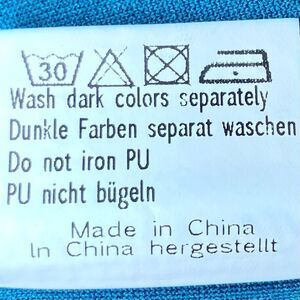 30
Wash dark colors separately
Dunkle Farben separat waschen
Do not iron PU
PU nicht bügeln
Made in China
In China hergestellt